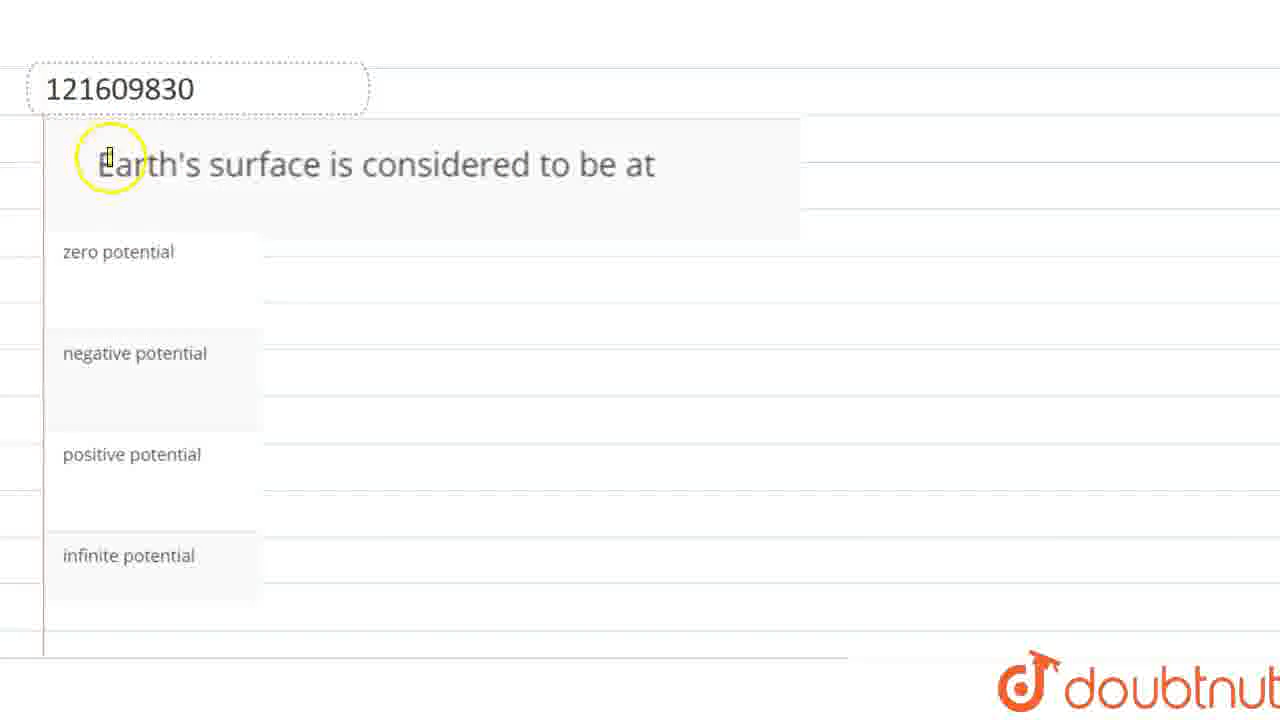 121609830
Earth's surface is considered to be at
zero potential
negative potential
positive potential
infinite potential
doubtnut